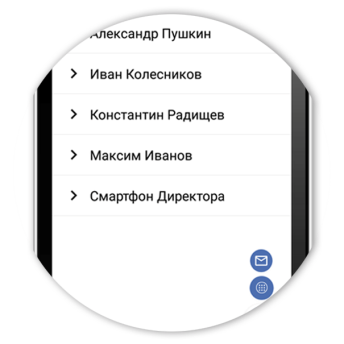 Александр Пушкин
Иван Колесников
Константин Радищев
Максим Иванов
Смартфон Директора